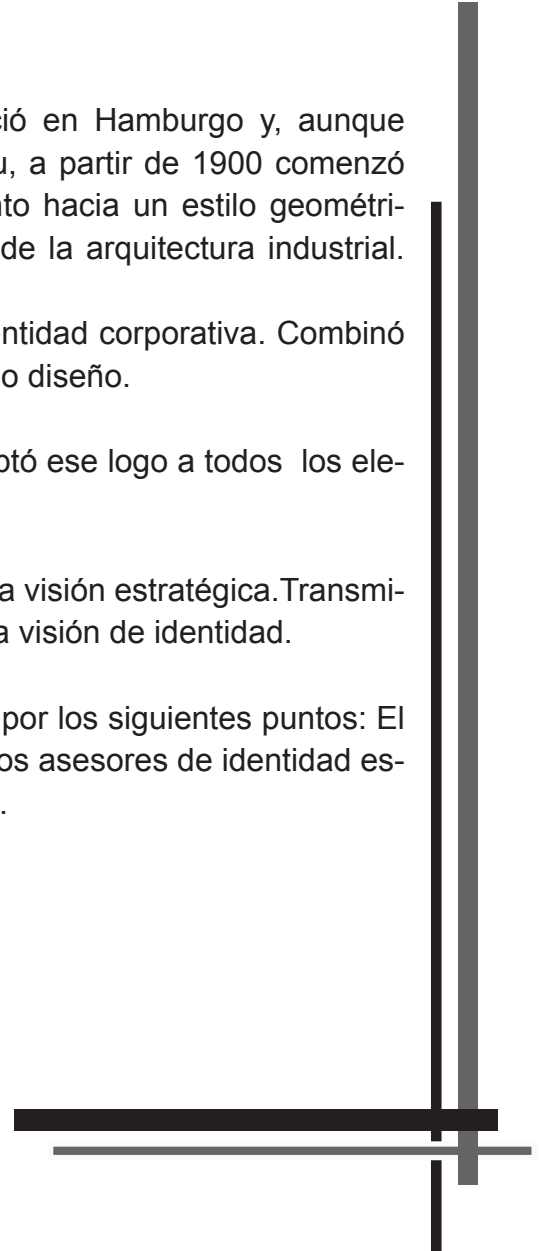 ció en Hamburgo y, aunque
u, a partir de 1900 comenzó
nto hacia un estilo geométri-
de la arquitectura industrial.
entidad corporativa. Combinó
o diseño.
ptó ese logo a todos  los ele-
a visión estratégica.Transmi-
a visión de identidad.
por los siguientes puntos: El
os asesores de identidad es-
.